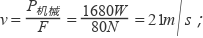 v = P机械/F = 1680W/80N = 21m/s；